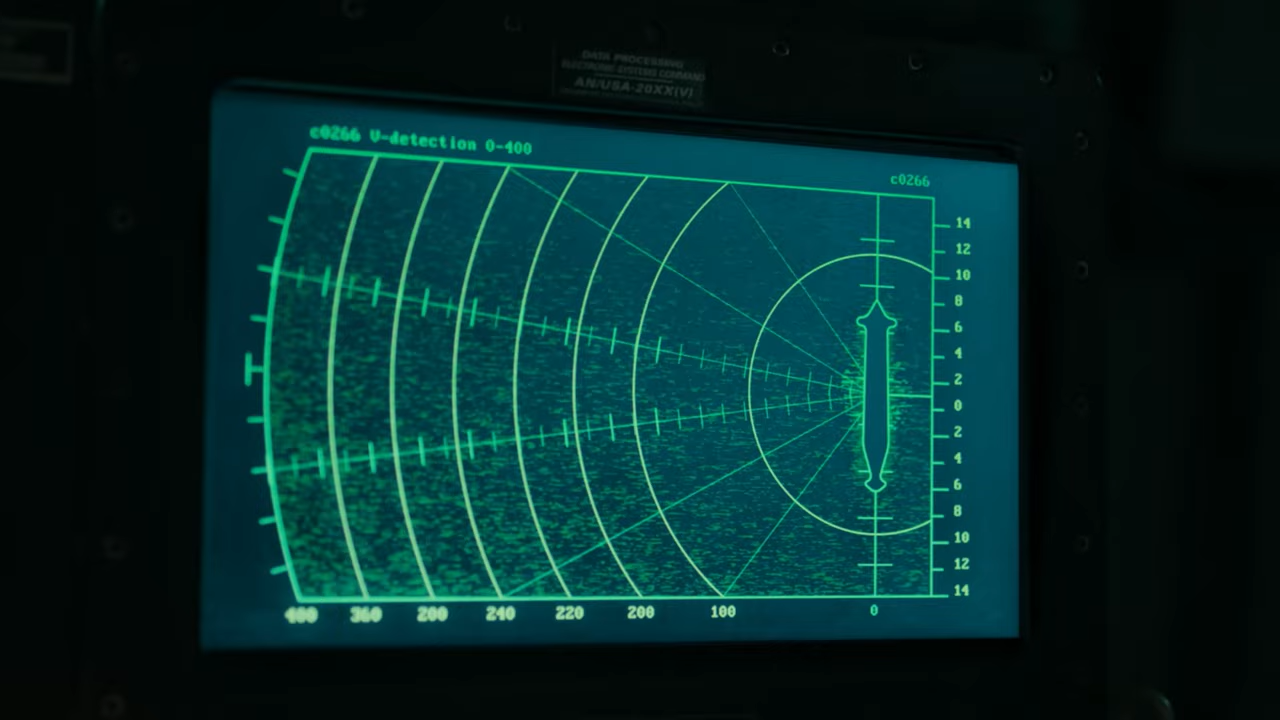 DATA PROCESSING
ELECTRONIC SYSTEMS COMMAND
AN/USA-20XX(V)
c0266 V-detection 0-400
c0266
14
12
10
8
6
4
2
0
2
4
6
8
10
12
14
400 360 200 240 220 200 100 0